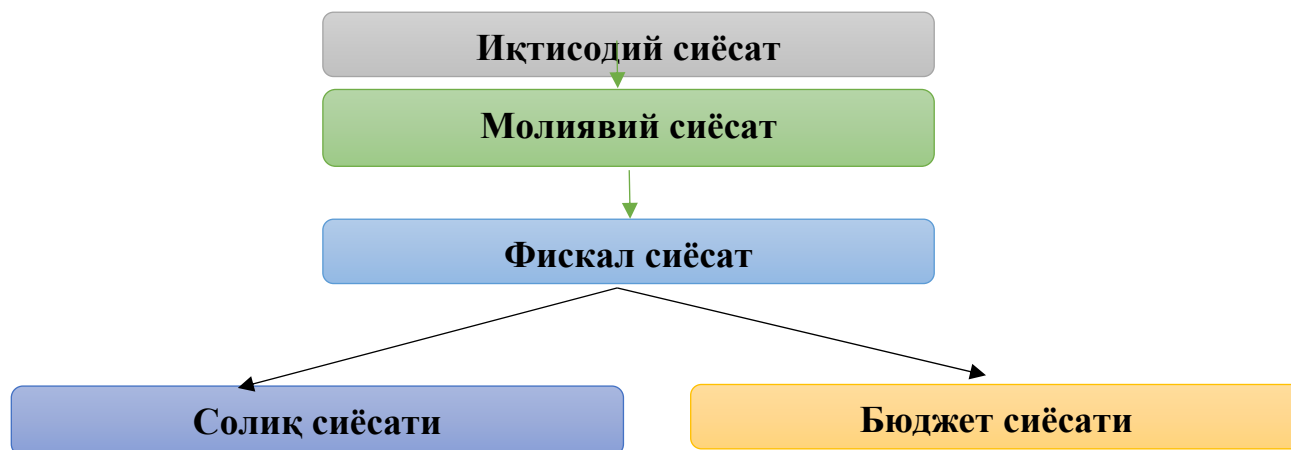 Иқтисодий сиёсат
Молиявий сиёсат
Фискал сиёсат
Солиқ сиёсати
Бюджет сиёсати